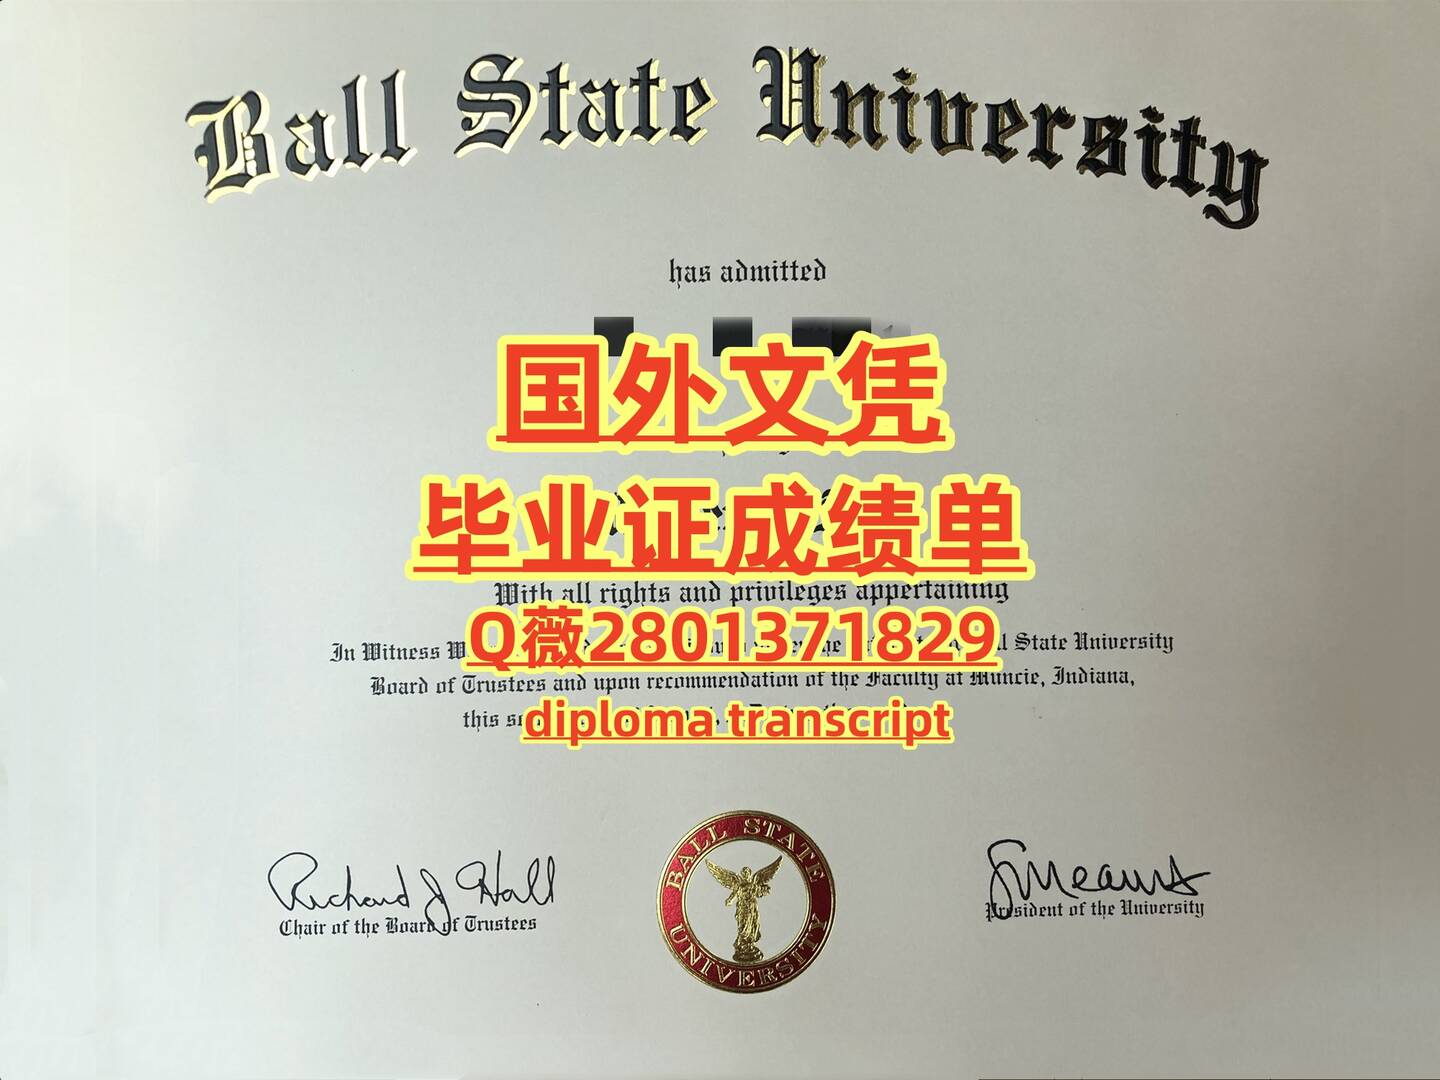 Ball State University
has admitted
国外文凭
毕业证成绩单
With all rights and privileges appertaining
Q薇2801371829
In Witness
ll State University
Board of Trustees and upon recommendation of the Faculty at Muncie, Indiana,
this
diploma transcript
Richard J Hall
Chair of the Board of Trustees
BALL STATE UNIVERSITY
President of the University